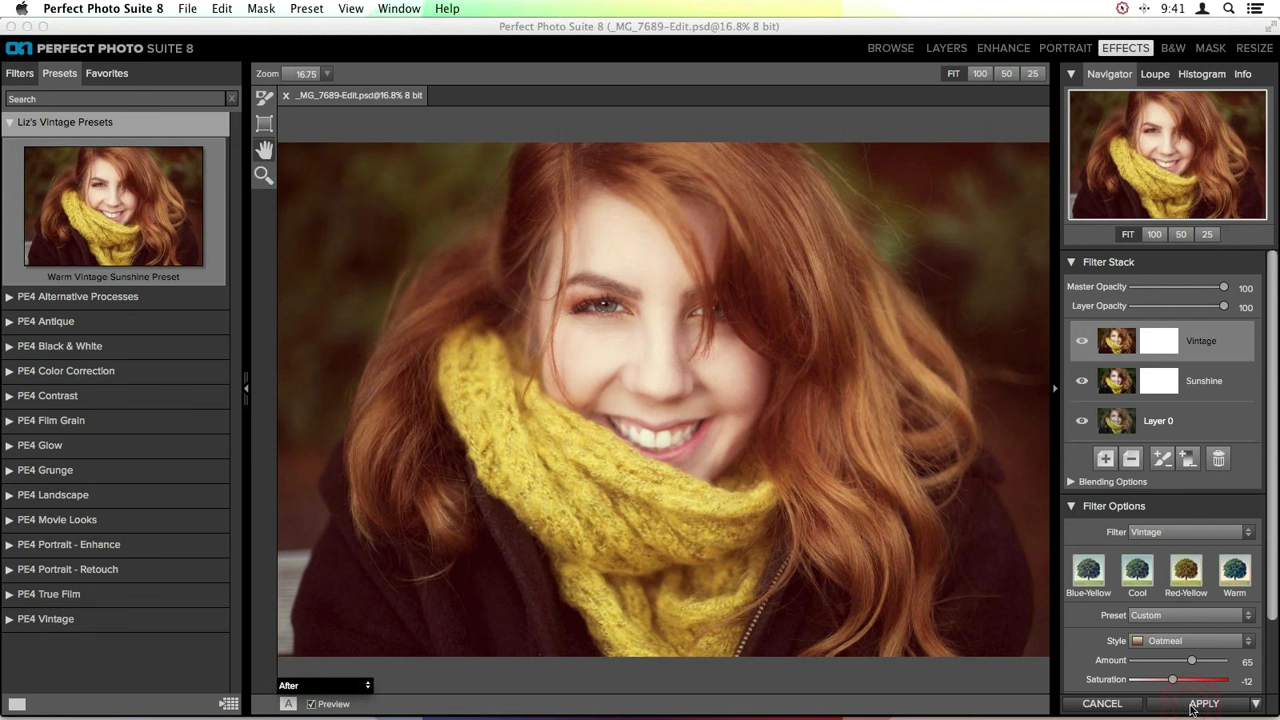 Perfect Photo Suite 8 File Edit Mask Preset View Window Help 9:41
Perfect Photo Suite 8 (_MG_7689-Edit.psd@16.8% 8 bit)
on PERFECT PHOTO SUITE 8 BROWSE LAYERS ENHANCE PORTRAIT EFFECTS B&W MASK RESIZE
Filters Presets Favorites
Zoom 16.75 FIT 100 50 25
Navigator Loupe Histogram Info
Search X
X _MG_7689-Edit.psd@16.8% 8 bit
Liz's Vintage Presets
Warm Vintage Sunshine Preset
PE4 Alternative Processes
PE4 Antique
PE4 Black & White
PE4 Color Correction
PE4 Contrast
PE4 Film Grain
PE4 Glow
PE4 Grunge
PE4 Landscape
PE4 Movie Looks
PE4 Portrait - Enhance
PE4 Portrait - Retouch
PE4 True Film
PE4 Vintage
After
A Preview
FIT 100 50 25
Filter Stack
Master Opacity 100
Layer Opacity 100
Vintage
Sunshine
Layer 0
Blending Options
Filter Options
Filter Vintage
Blue-Yellow Cool Red-Yellow Warm
Preset Custom
Style Oatmeal
Amount 65
Saturation -12
CANCEL APPLY